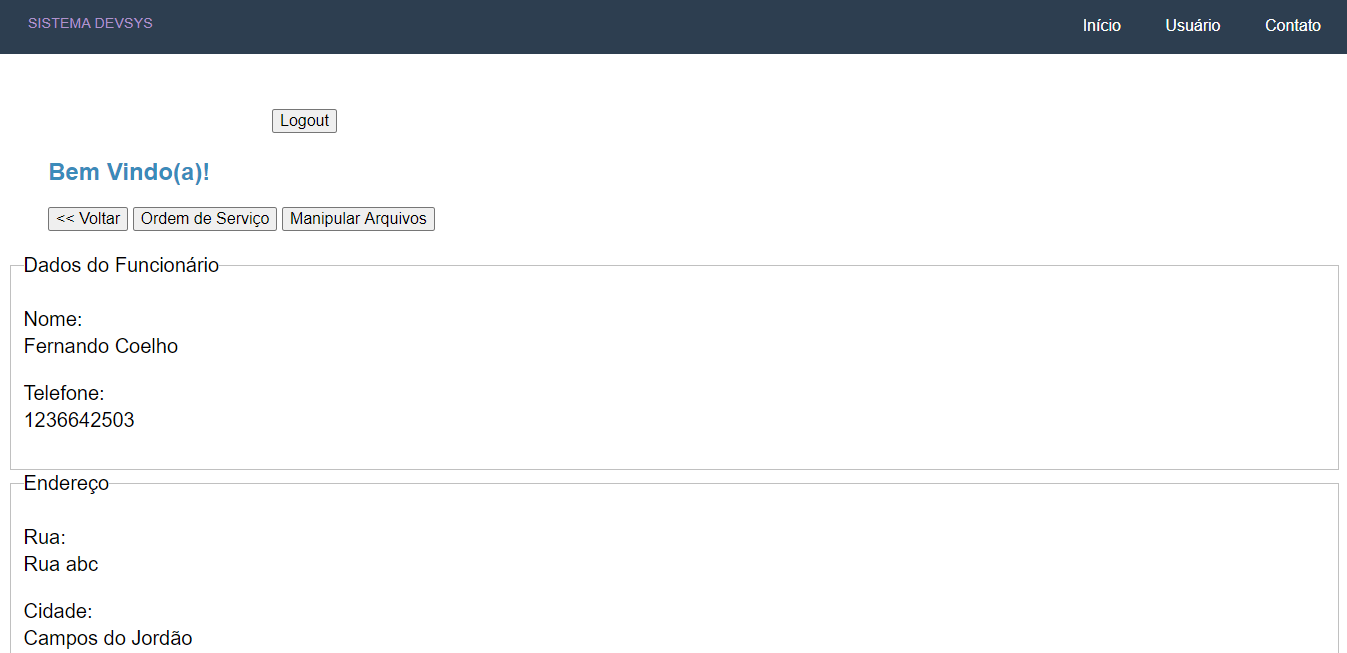 SISTEMA DEVSYS
Início Usuário Contato
Logout
Bem Vindo(a)!
<< Voltar Ordem de Serviço Manipular Arquivos
Dados do Funcionário
Nome:
Fernando Coelho
Telefone:
1236642503
Endereço
Rua:
Rua abc
Cidade:
Campos do Jordão